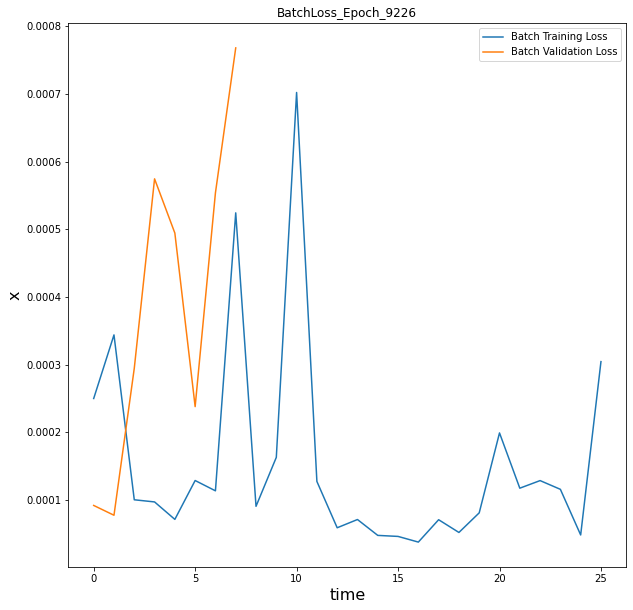 BatchLoss_Epoch_9226
Batch Training Loss
Batch Validation Loss
0.0008
0.0007
0.0006
0.0005
0.0004
0.0003
0.0002
0.0001
x
0 5 10 15 20 25
time